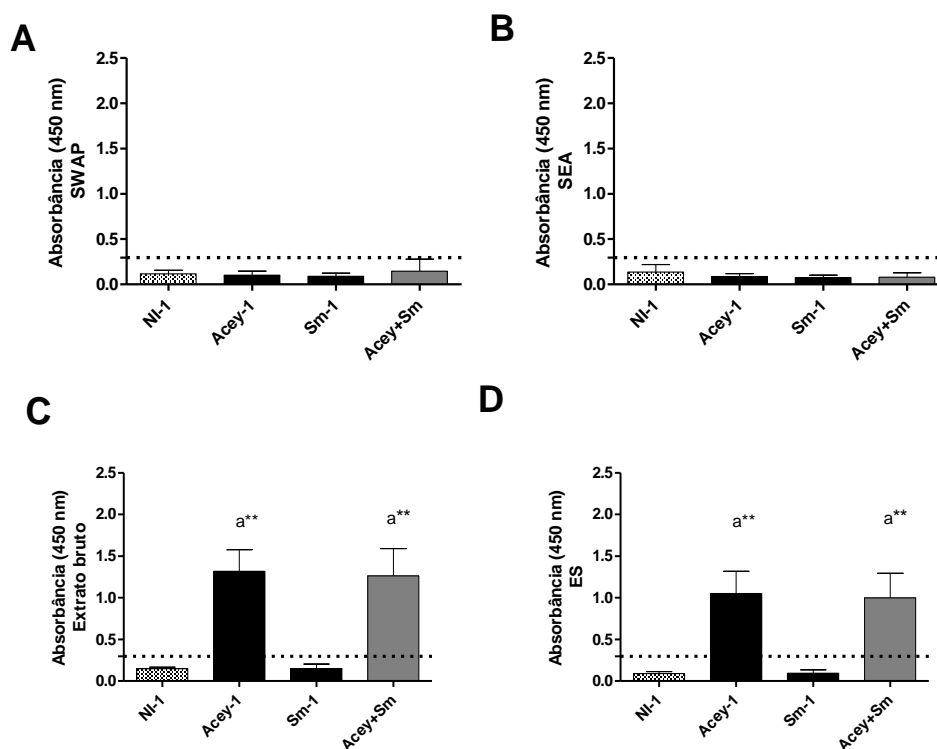 A
Absorbância (450 nm)
SWAP
2.5
2.0
1.5
1.0
0.5
0.0
NI-1
Acey-1
Sm-1
Acey+Sm
B
Absorbância (450 nm)
SEA
2.5
2.0
1.5
1.0
0.5
0.0
NI-1
Acey-1
Sm-1
Acey+Sm
C
Absorbância (450 nm)
Extrato bruto
2.5
2.0
1.5
1.0
0.5
0.0
a**
a**
NI-1
Acey-1
Sm-1
Acey+Sm
D
Absorbância (450 nm)
ES
2.5
2.0
1.5
1.0
0.5
0.0
a**
a**
NI-1
Acey-1
Sm-1
Acey+Sm